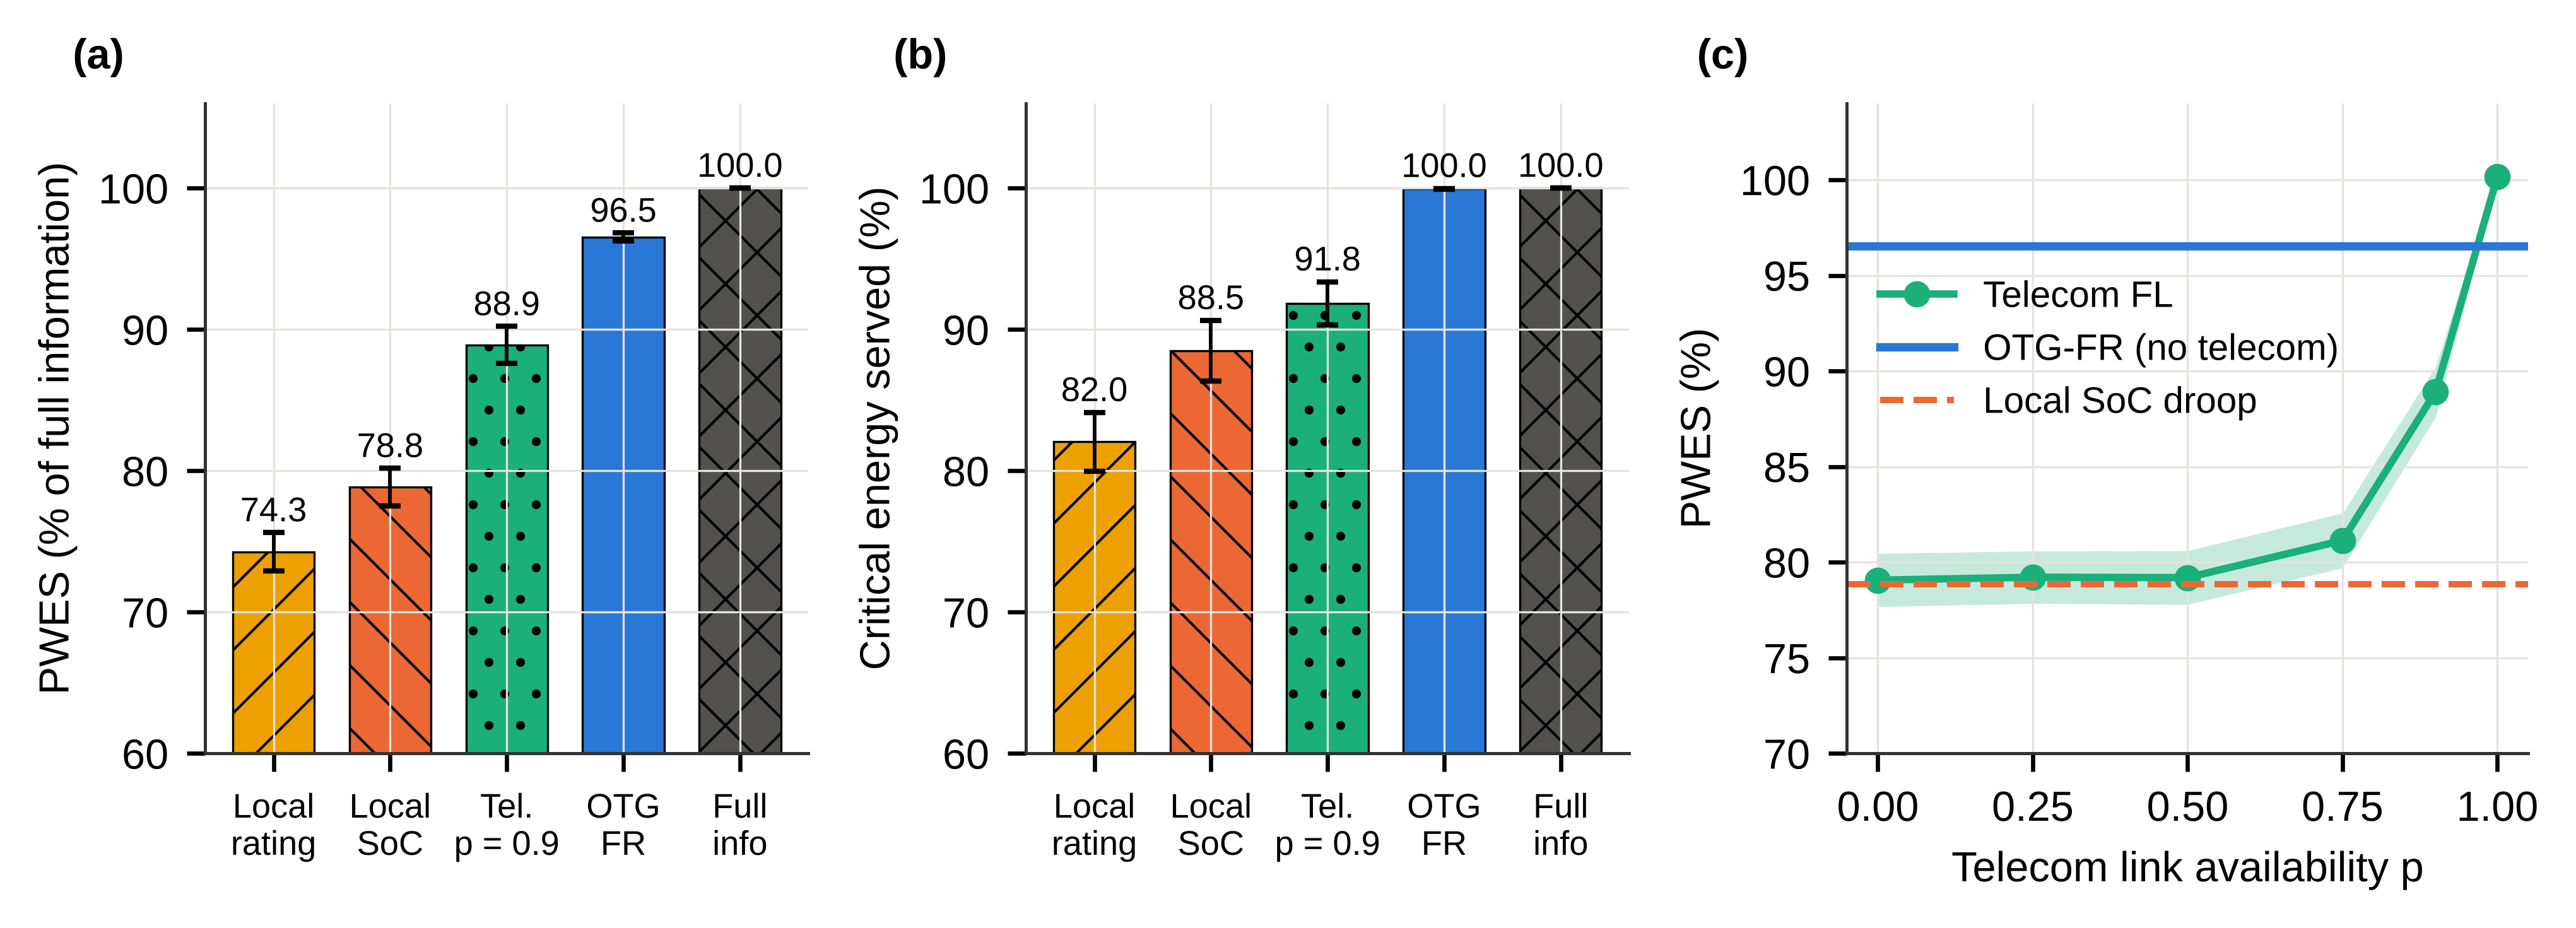 (a)
PWES (% of full information)
100
90
80
70
60
74.3
78.8
88.9
96.5
100.0
Local rating
Local SoC
Tel. p = 0.9
OTG FR
Full info
(b)
Critical energy served (%)
100
90
80
70
60
82.0
88.5
91.8
100.0
100.0
Local rating
Local SoC
Tel. p = 0.9
OTG FR
Full info
(c)
PWES (%)
100
95
90
85
80
75
70
Telecom FL
OTG-FR (no telecom)
Local SoC droop
0.00
0.25
0.50
0.75
1.00
Telecom link availability p